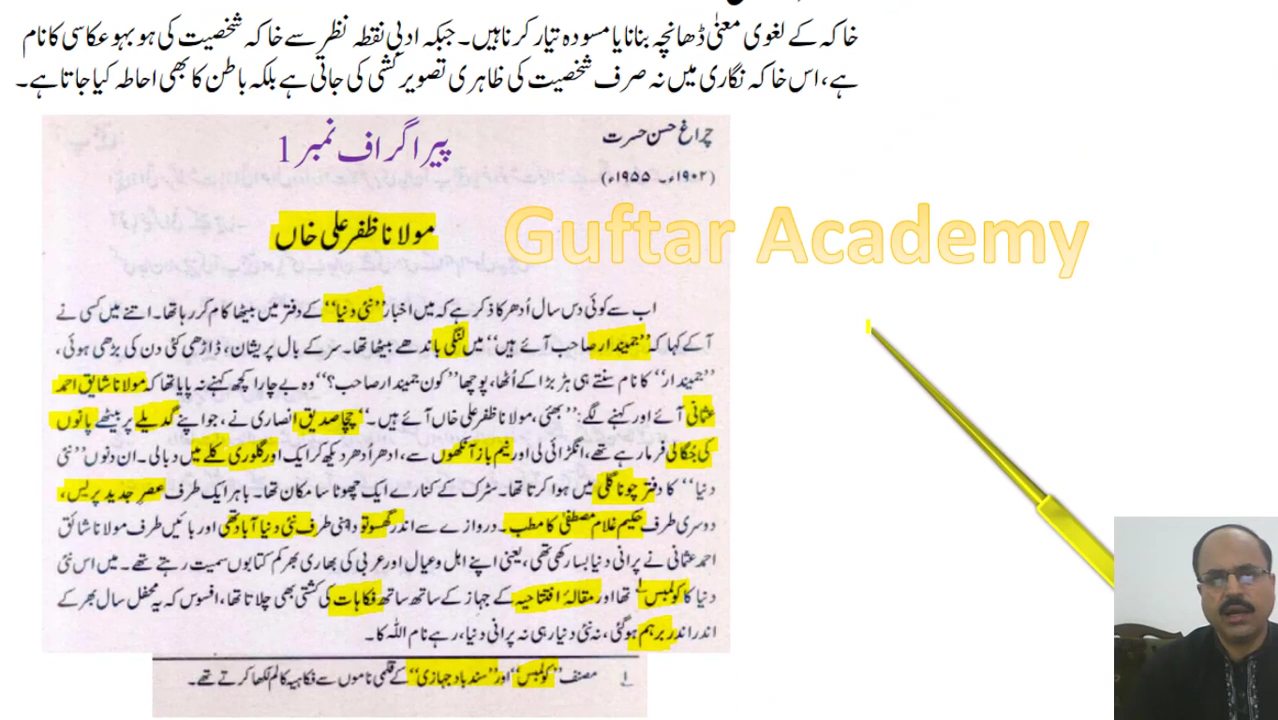 خاکہ کے لغوی معنیٰ ڈھانچہ بنانا یا مسودہ تیار کرنا ہیں۔ جبکہ ادبی نقطہ نظر سے خاکہ شخصیت کی ہو بہو عکاسی کا نام
ہے، اس خاکہ نگاری میں نہ صرف شخصیت کی ظاہری تصویر کشی کی جاتی ہے بلکہ باطن کا بھی احاطہ کیا جاتا ہے۔
چراغ حسن حسرت
پیراگراف نمبر 1
(۱۹۰۲ء۔ ۱۹۵۵ء)
مولانا ظفر علی خاں
Guftar Academy
اب سے کوئی دس سال اُدھر کا ذکر ہے کہ میں اخبار ”نئی دنیا“ کے دفتر میں بیٹھا کام کر رہا تھا۔ اتنے میں کسی نے
آ کے کہا کہ ”جمیندار صاحب آئے ہیں“ میں لنگی باندھے بیٹھا تھا۔ سر کے بال پریشان، ڈاڑھی کئی دن کی بڑھی ہوئی،
”جمیندار“ کا نام سنتے ہی ہڑ بڑا کے اُٹھا، پوچھا ”کون جمیندار صاحب؟“ وہ بے چارا کچھ کہنے نہ پایا تھا کہ مولانا شایق احمد
عثمانی آئے اور کہنے لگے: ”بھئی، مولانا ظفر علی خاں آئے ہیں۔“ چچا صدیق انصاری نے، جو اپنے گدیلے پر بیٹھے پانوں
کی جگالی فرما رہے تھے، انگڑائی لی اور نیم باز آنکھوں سے، ادھر اُدھر دیکھ کر ایک اور گلوری کلے میں دبا لی۔ ان دنوں ”نئی
دنیا“ کا دفتر چونا گلی میں ہوا کرتا تھا۔ سڑک کے کنارے ایک چھوٹا سا مکان تھا۔ باہر ایک طرف عصر جدید پریس،
دوسری طرف حکیم غلام مصطفیٰ کا مطب۔ دروازے سے اندر گھسو تو داہنی طرف نئی دنیا آباد تھی اور بائیں طرف مولانا شائق
احمد عثمانی نے پرانی دنیا بسا رکھی تھی، یعنی اپنے اہل و عیال اور عربی کی بھاری بھر کم کتابوں سمیت رہتے تھے۔ میں اس نئی
دنیا کا کولمبس ۱ تھا اور مقالۂ افتتاحیہ کے جہاز کے ساتھ ساتھ فکاہات کی کشتی بھی چلاتا تھا، افسوس کہ یہ محفل سال بھر کے
اندر اندر برہم ہو گئی، نہ نئی دنیا رہی نہ پرانی دنیا، رہے نام اللہ کا۔
۱ مصنف ”کولمبس“ اور ”سند باد جہازی“ کے قلمی ناموں سے فکاہیہ کالم لکھا کرتے تھے۔